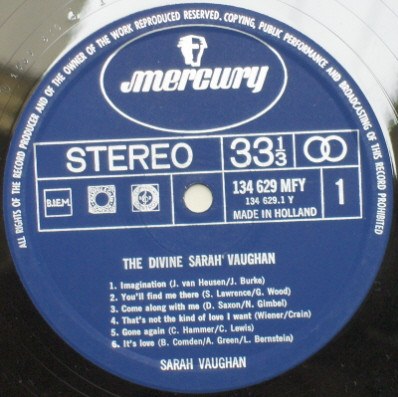 ALL RIGHTS OF THE RECORD PRODUCER AND OF THE OWNER OF THE WORK REPRODUCED RESERVED. COPYING, PUBLIC PERFORMANCE AND BROADCASTING OF THIS RECORD PROHIBITED
mercury
STEREO
33 1/3
B.I.E.M.
134 629 MFY
134 629.1 Y
MADE IN HOLLAND
1
THE DIVINE SARAH VAUGHAN
1. Imagination (J. van Heusen/J. Burke)
2. You'll find me there (S. Lawrence/G. Wood)
3. Come along with me (D. Saxon/N. Gimbel)
4. That's not the kind of love I want (Wiener/Crain)
5. Gone again (C. Hammer/C. Lewis)
6. It's love (B. Comden/A. Green/L. Bernstein)
SARAH VAUGHAN